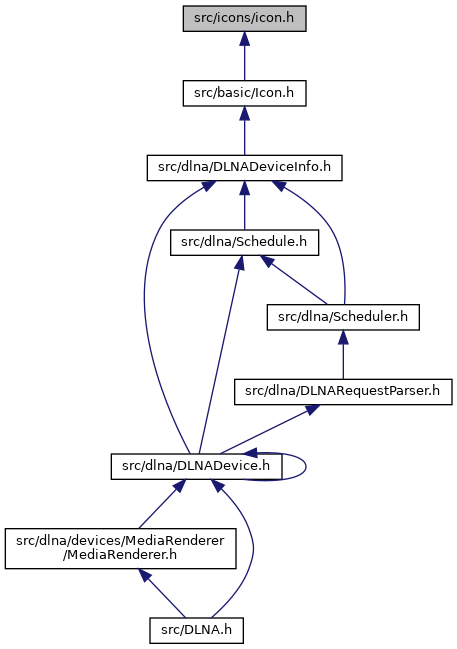 src/icons/icon.h
src/basic/Icon.h
src/dlna/DLNADeviceInfo.h
src/dlna/Schedule.h
src/dlna/Scheduler.h
src/dlna/DLNARequestParser.h
src/dlna/DLNADevice.h
src/dlna/devices/MediaRenderer
/MediaRenderer.h
src/DLNA.h